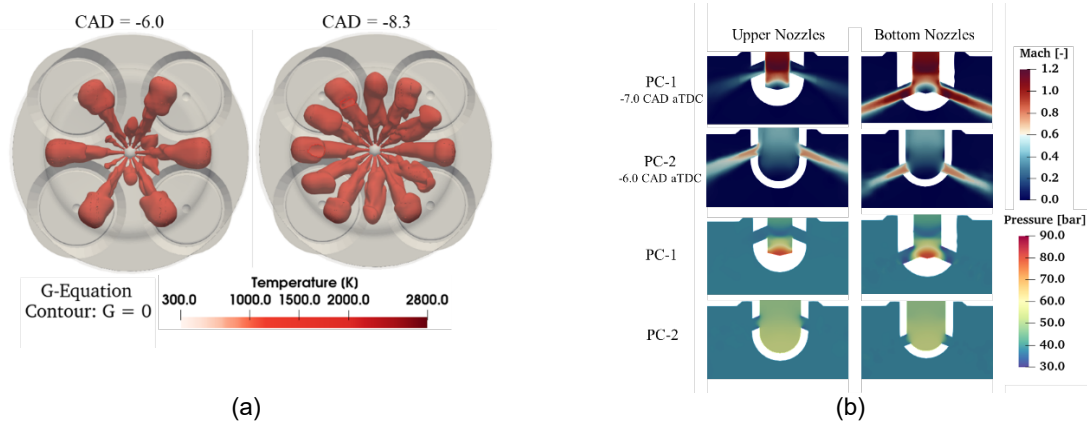 CAD = -6.0
CAD = -8.3
G-Equation
Contour: G = 0
Temperature [K]
300.0 1000.0 1500.0 2000.0 2800.0
(a)
Upper Nozzles
Bottom Nozzles
PC-1
-7.0 CAD aTDC
PC-2
-6.0 CAD aTDC
PC-1
PC-2
Mach [-]
1.2
1.0
0.8
0.6
0.4
0.2
0.0
Pressure [bar]
90.0
80.0
70.0
60.0
50.0
40.0
30.0
(b)